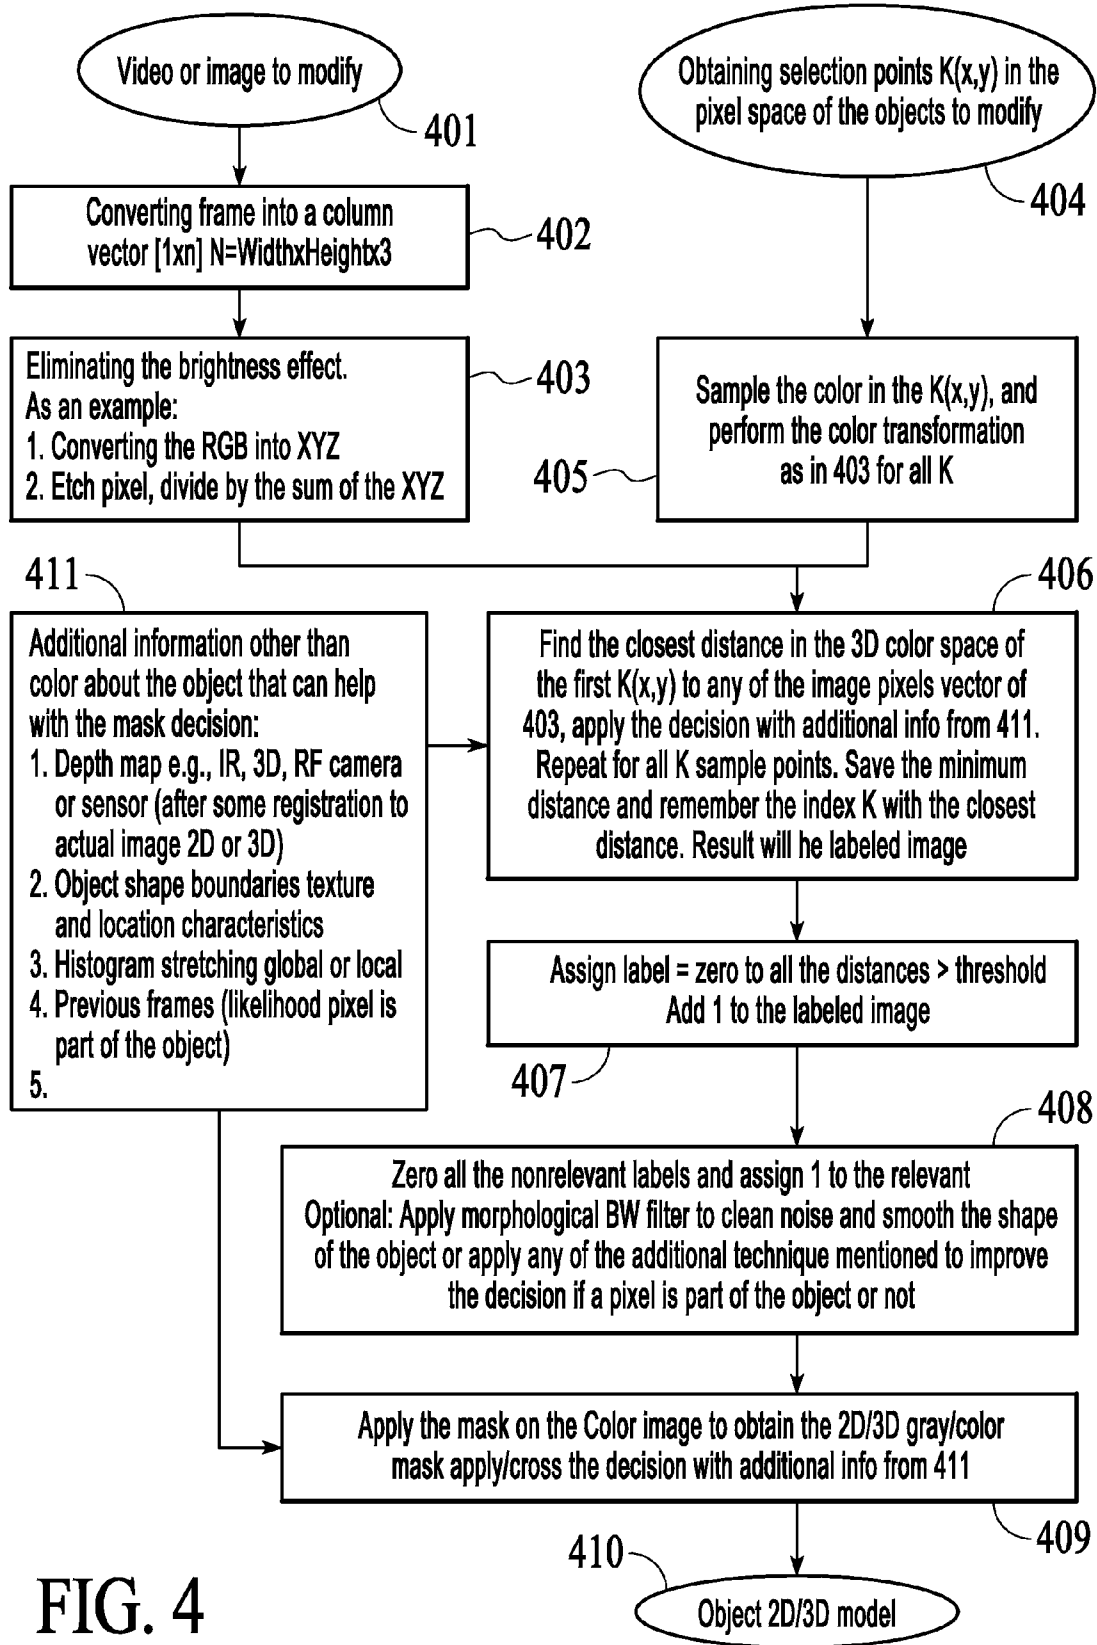 Video or image to modify
401
Obtaining selection points K(x,y) in the
pixel space of the objects to modify
404
Converting frame into a column
vector [1xn] N=WidthxHeightx3
402
Eliminating the brightness effect.
As an example:
1. Converting the RGB into XYZ
2. Etch pixel, divide by the sum of the XYZ
403
Sample the color in the K(x,y), and
perform the color transformation
as in 403 for all K
405
411
Additional information other than
color about the object that can help
with the mask decision:
1. Depth map e.g., IR, 3D, RF camera
or sensor (after some registration to
actual image 2D or 3D)
2. Object shape boundaries texture
and location characteristics
3. Histogram stretching global or local
4. Previous frames (likelihood pixel is
part of the object)
5.
406
Find the closest distance in the 3D color space of
the first K(x,y) to any of the image pixels vector of
403, apply the decision with additional info from 411.
Repeat for all K sample points. Save the minimum
distance and remember the index K with the closest
distance. Result will he labeled image
Assign label = zero to all the distances > threshold
Add 1 to the labeled image
407
408
Zero all the nonrelevant labels and assign 1 to the relevant
Optional: Apply morphological BW filter to clean noise and smooth the shape
of the object or apply any of the additional technique mentioned to improve
the decision if a pixel is part of the object or not
Apply the mask on the Color image to obtain the 2D/3D gray/color
mask apply/cross the decision with additional info from 411
409
410
Object 2D/3D model
FIG. 4